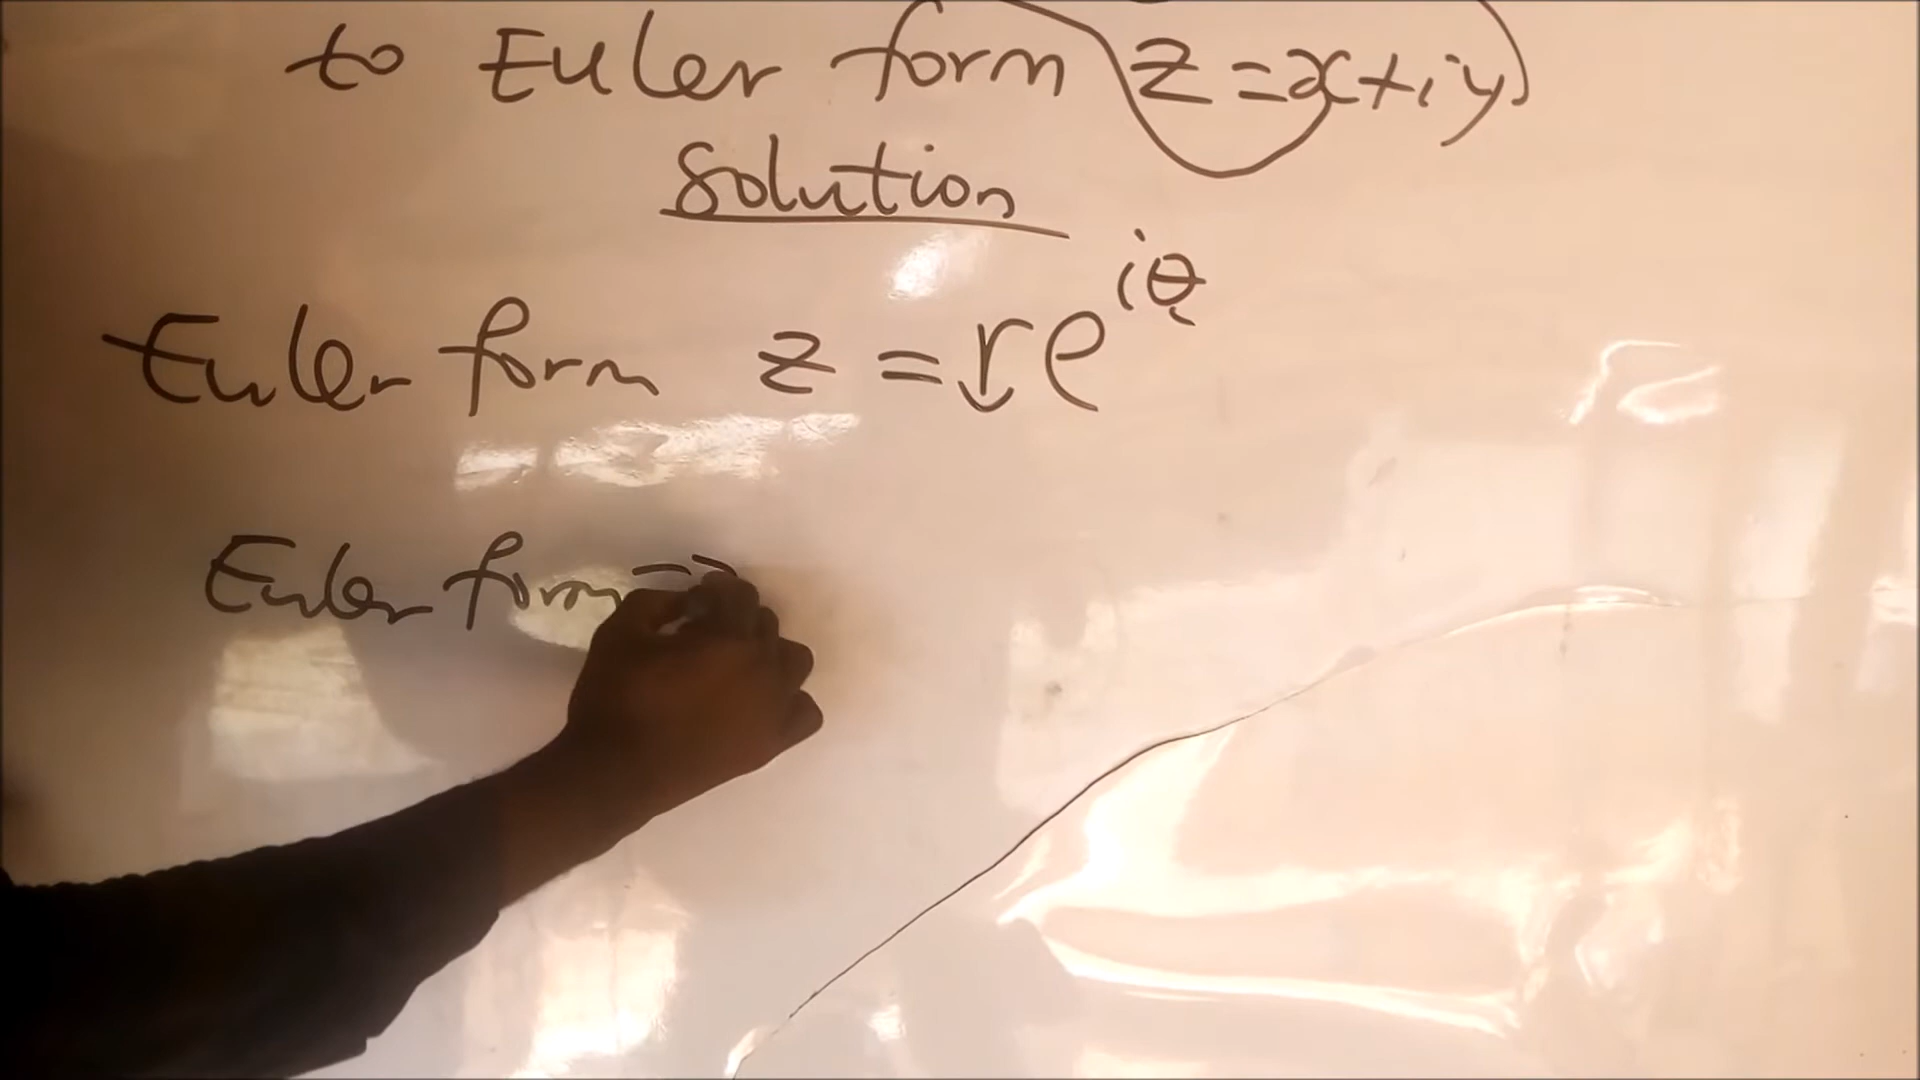 to Euler form z=x+iy)
Solution
Euler form z = re^iθ
Euler form =